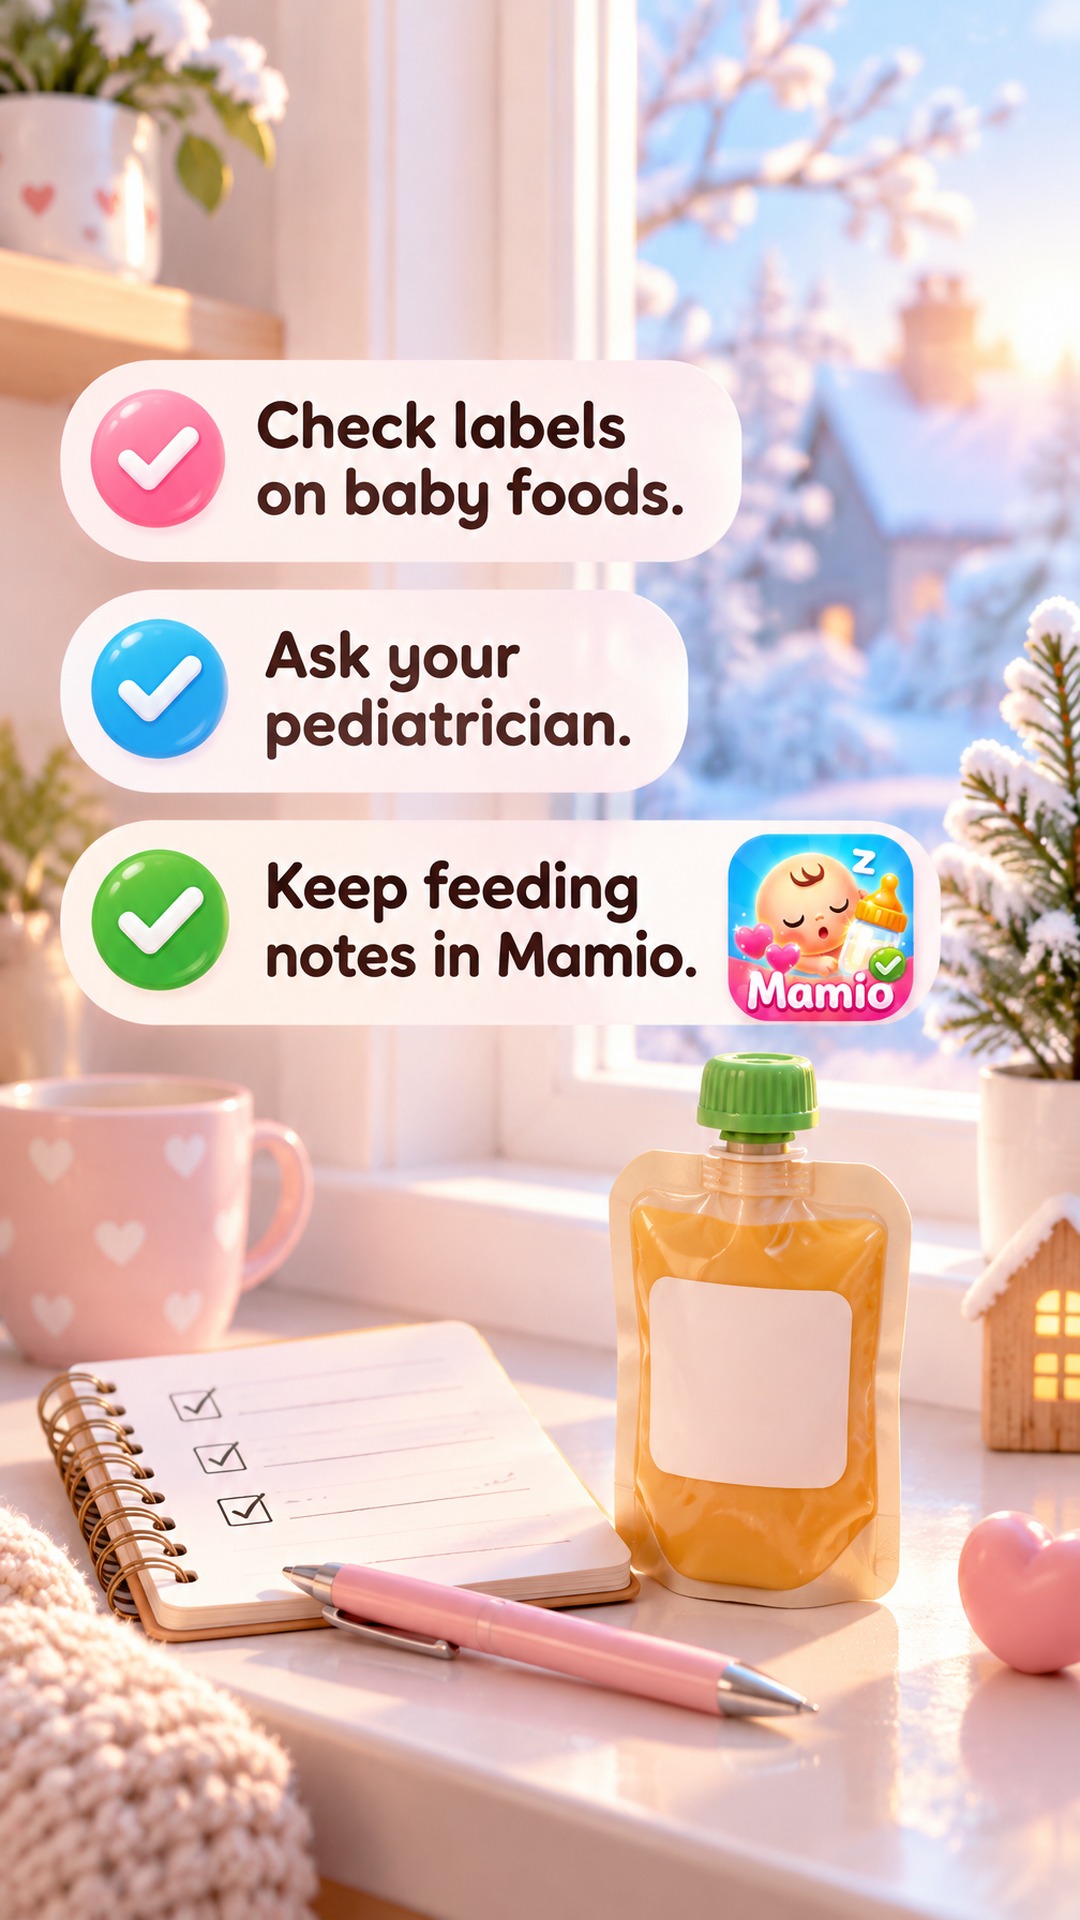 Check labels
on baby foods.
Ask your
pediatrician.
Keep feeding
notes in Mamio.
Z
Mamio